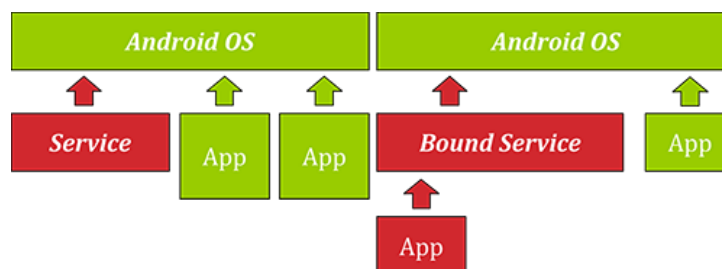 Android OS
Android OS
Service
App
App
Bound Service
App
App